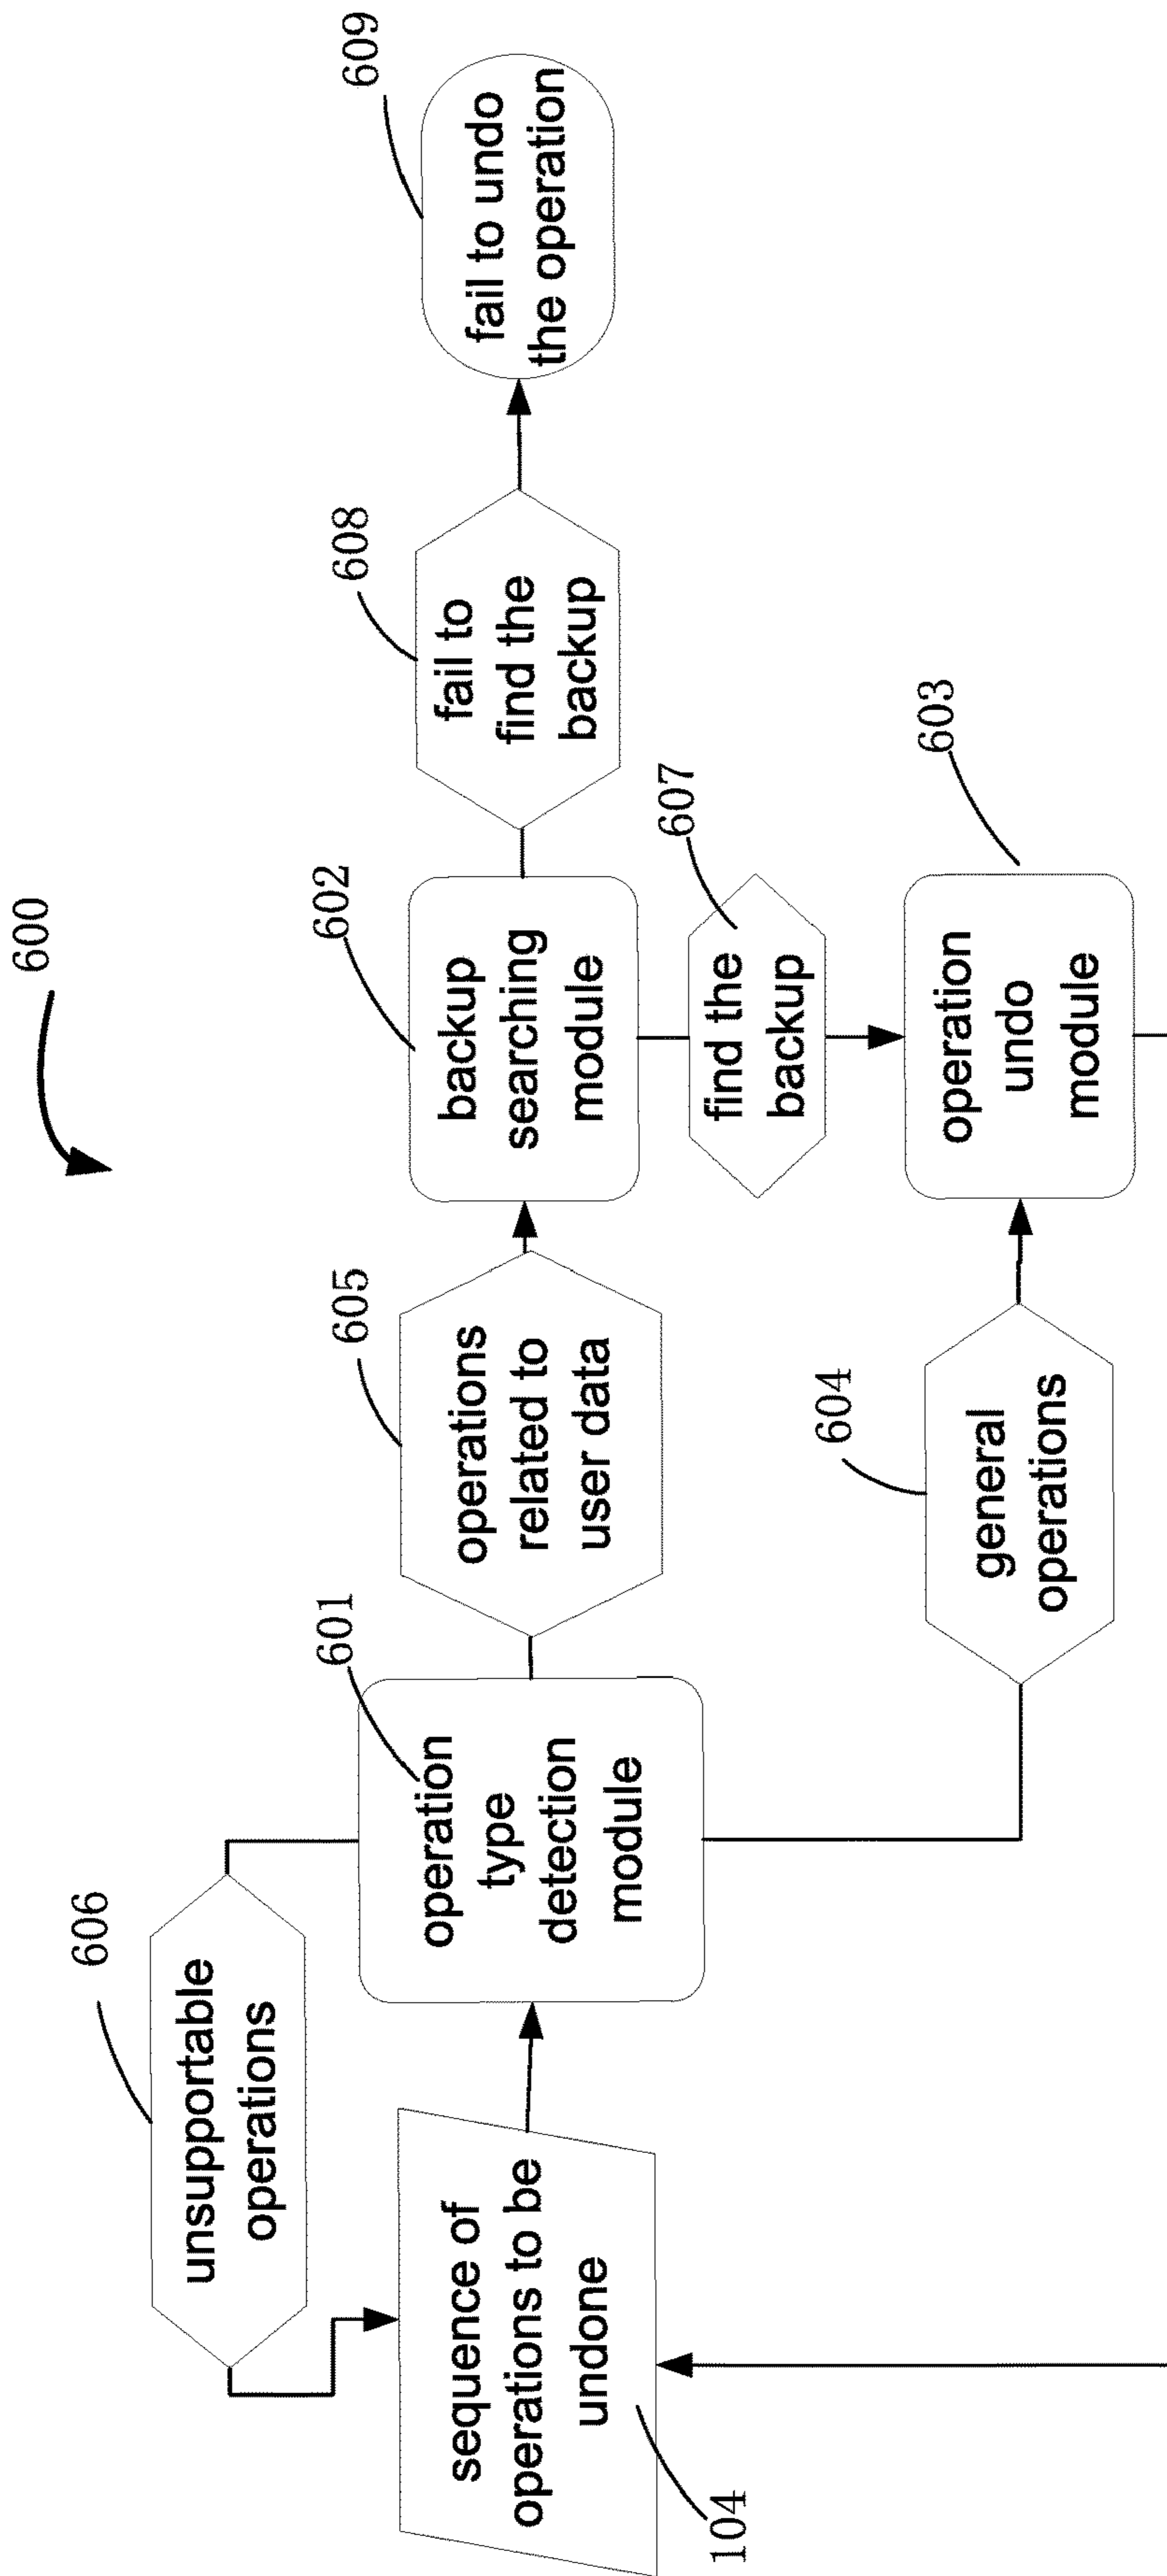 600
606
unsupportable
operations
601
605
602
608
609
sequence of
operations to be
undone
operation
type
detection
module
operations
related to
user data
backup
searching
module
fail to
find the
backup
fail to undo
the operation
104
607
find the
backup
604
603
general
operations
operation
undo
module